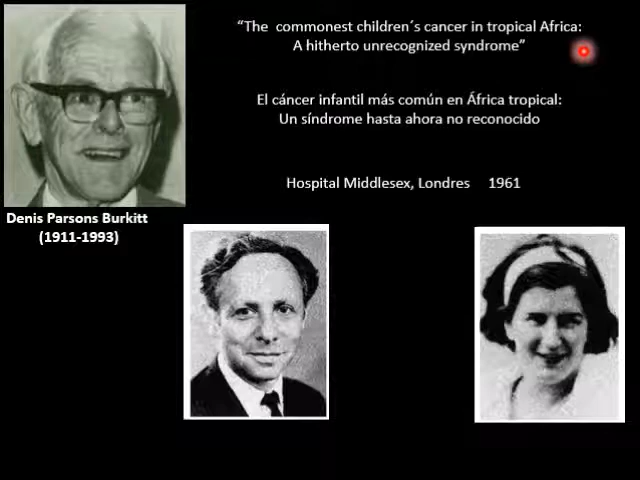 “The  commonest children´s cancer in tropical Africa:
A hitherto unrecognized syndrome”
El cáncer infantil más común en África tropical:
Un síndrome hasta ahora no reconocido
Hospital Middlesex, Londres    1961
Denis Parsons Burkitt
(1911-1993)